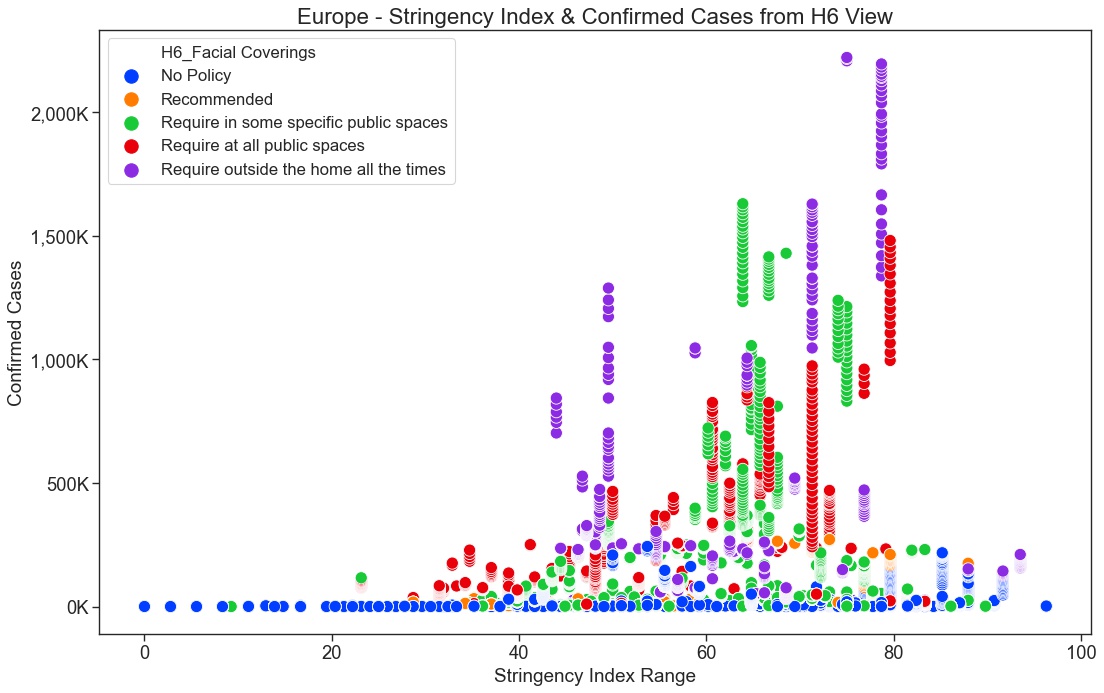 Europe - Stringency Index & Confirmed Cases from H6 View
H6_Facial Coverings
No Policy
Recommended
Require in some specific public spaces
Require at all public spaces
Require outside the home all the times
2,000K
1,500K
1,000K
500K
0K
Confirmed Cases
0 20 40 60 80 100
Stringency Index Range